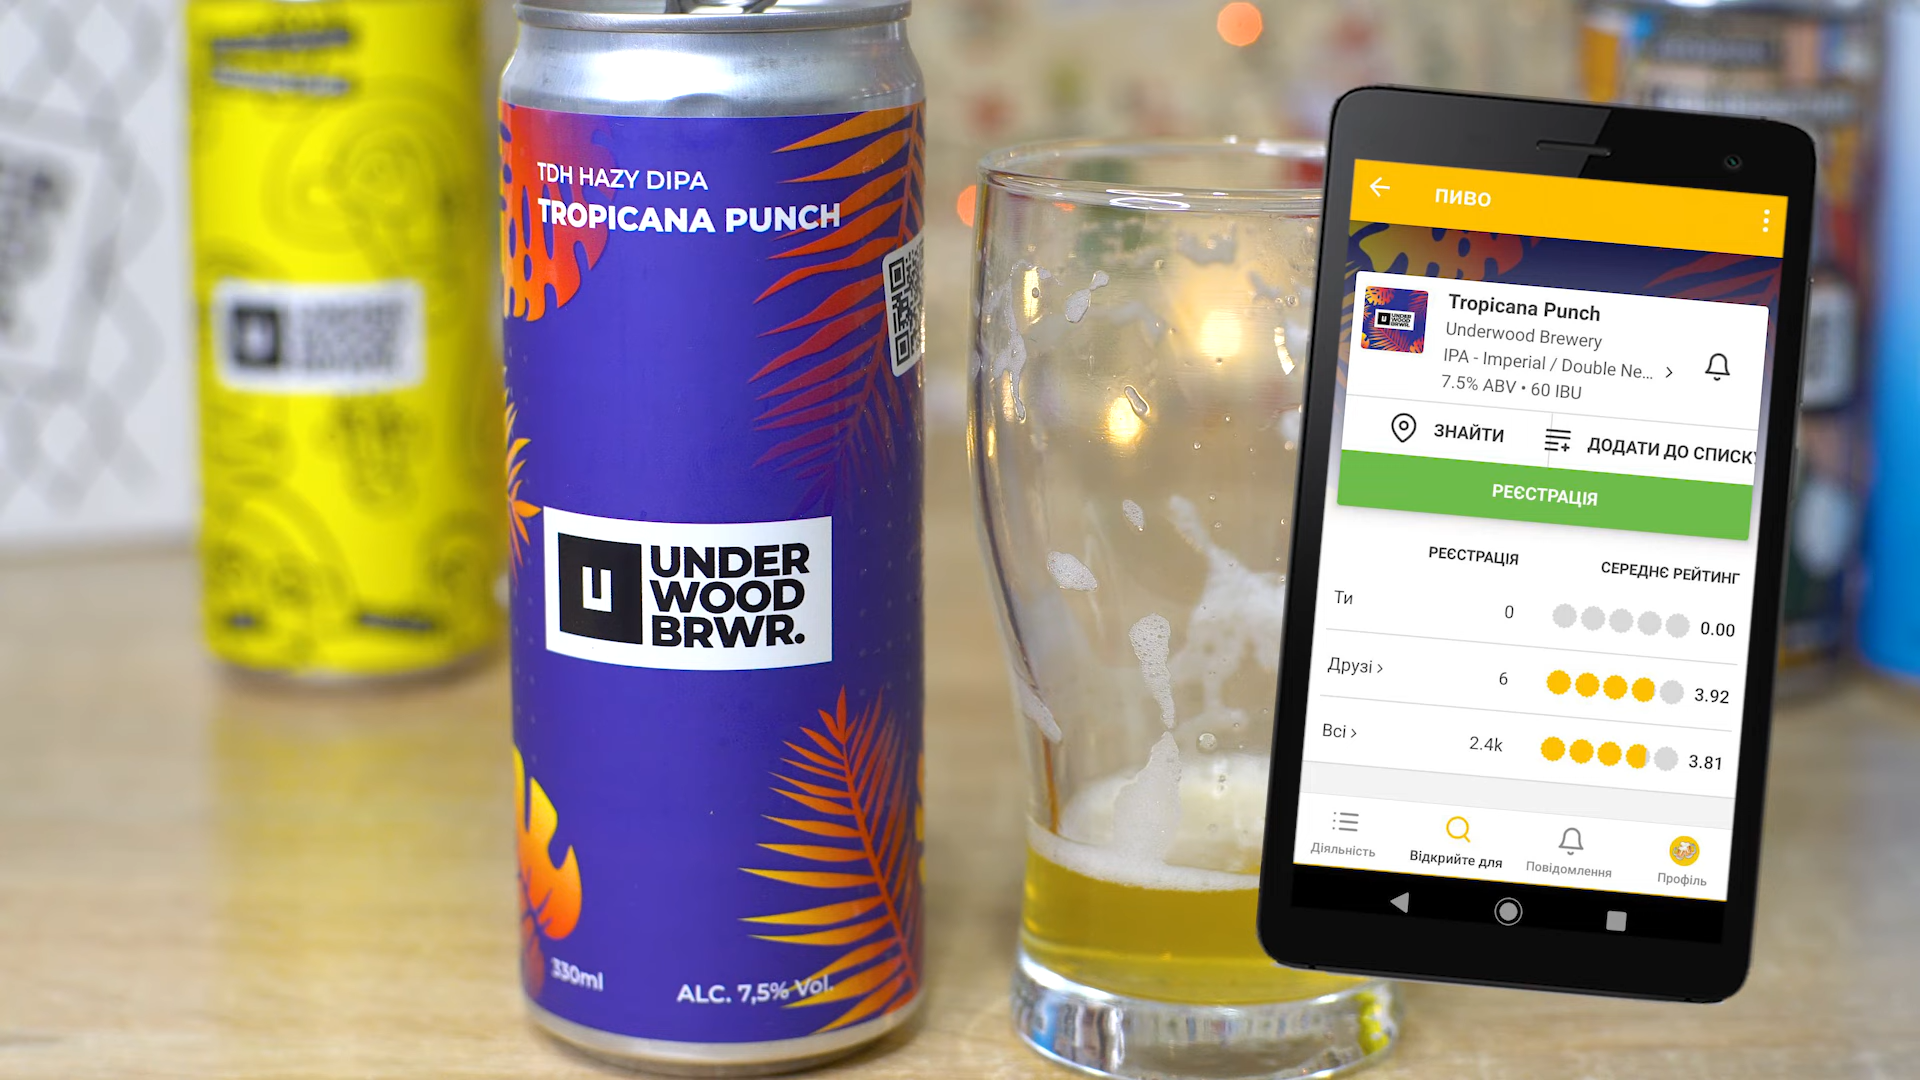 TDH HAZY DIPA
TROPICANA PUNCH
U
UNDER
WOOD
BRWR.
330ml
ALC. 7,5% Vol.
ПИВО
Tropicana Punch
Underwood Brewery
IPA - Imperial / Double Ne...
7.5% ABV • 60 IBU
ЗНАЙТИ
ДОДАТИ ДО СПИСКУ
РЕЄСТРАЦІЯ
РЕЄСТРАЦІЯ СЕРЕДНЄ РЕЙТИНГ
Ти 0 0.00
Друзі 6 3.92
Всі 2.4k 3.81
Діяльність
Відкрийте для
Повідомлення
Профіль